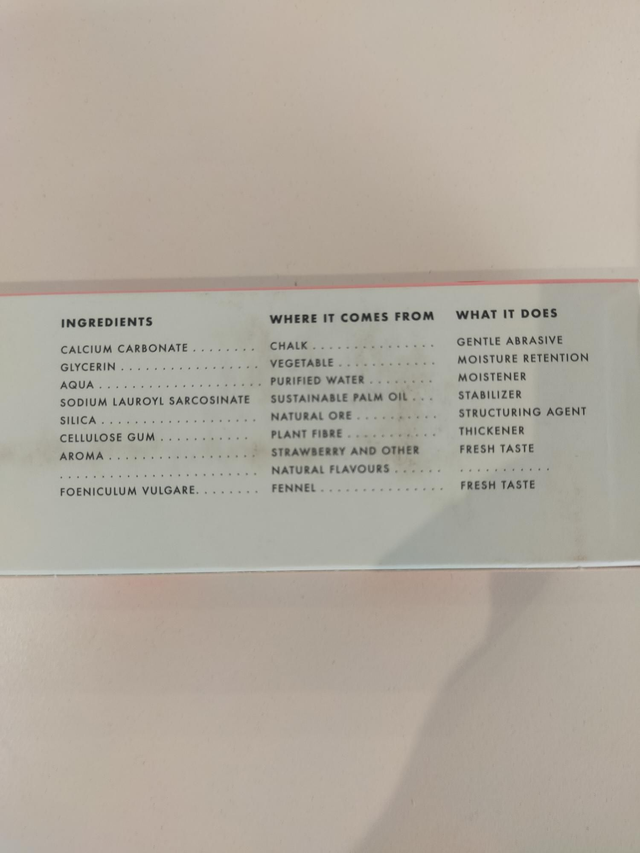 INGREDIENTS WHERE IT COMES FROM WHAT IT DOES
CALCIUM CARBONATE ........ CHALK ............... GENTLE ABRASIVE
GLYCERIN ................. VEGETABLE ............ MOISTURE RETENTION
AQUA .................... PURIFIED WATER ........ MOISTENER
SODIUM LAUROYL SARCOSINATE SUSTAINABLE PALM OIL ... STABILIZER
SILICA ................... NATURAL ORE .......... STRUCTURING AGENT
CELLULOSE GUM ........... PLANT FIBRE ........... THICKENER
AROMA .................. STRAWBERRY AND OTHER FRESH TASTE
......................... NATURAL FLAVOURS ...... ...........
FOENICULUM VULGARE........ FENNEL ............... FRESH TASTE